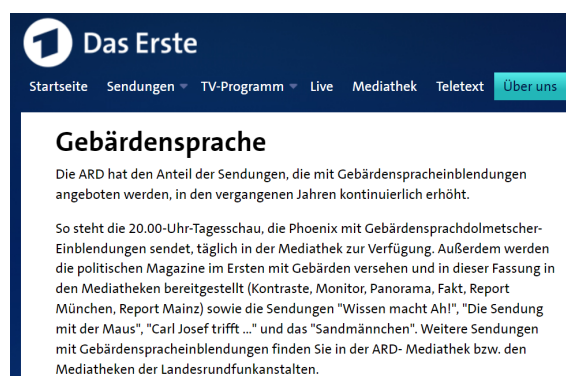 1 Das Erste
Startseite Sendungen TV-Programm Live Mediathek Teletext Über uns
Gebärdensprache
Die ARD hat den Anteil der Sendungen, die mit Gebärdenspracheinblendungen
angeboten werden, in den vergangenen Jahren kontinuierlich erhöht.
So steht die 20.00-Uhr-Tagesschau, die Phoenix mit Gebärdensprachdolmetscher-
Einblendungen sendet, täglich in der Mediathek zur Verfügung. Außerdem werden
die politischen Magazine im Ersten mit Gebärden versehen und in dieser Fassung in
den Mediatheken bereitgestellt (Kontraste, Monitor, Panorama, Fakt, Report
München, Report Mainz) sowie die Sendungen "Wissen macht Ah!", "Die Sendung
mit der Maus", "Carl Josef trifft ..." und das "Sandmännchen". Weitere Sendungen
mit Gebärdenspracheinblendungen finden Sie in der ARD- Mediathek bzw. den
Mediatheken der Landesrundfunkanstalten.